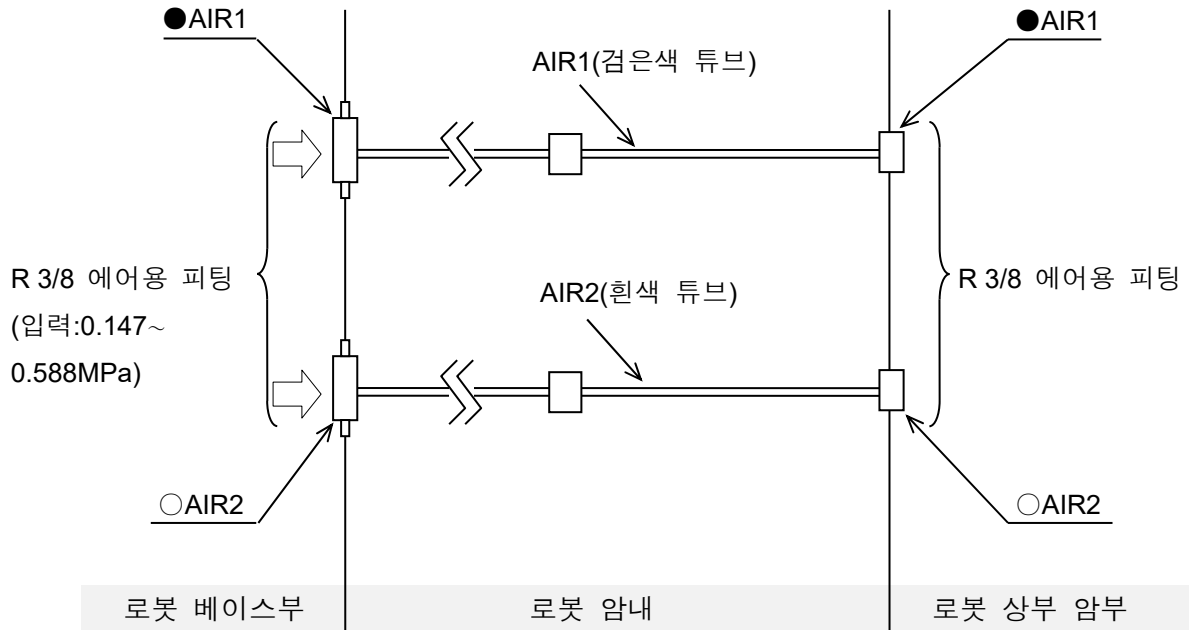 ●AIR1
●AIR1
AIR1(검은색 튜브)
R 3/8 에어용 피팅
(입력:0.147~
0.588MPa)
AIR2(흰색 튜브)
R 3/8 에어용 피팅
○AIR2
○AIR2
로봇 베이스부
로봇 암내
로봇 상부 암부